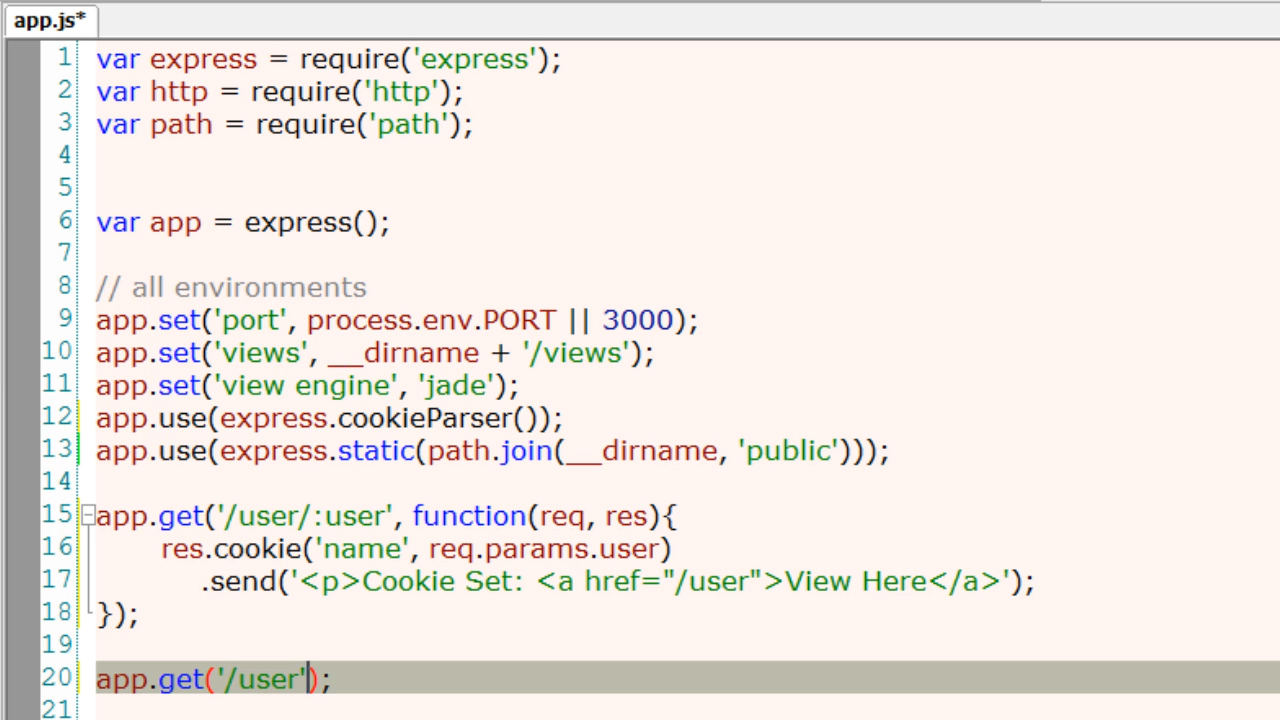 app.js*
1 var express = require('express');
2 var http = require('http');
3 var path = require('path');
4
5
6 var app = express();
7
8 // all environments
9 app.set('port', process.env.PORT || 3000);
10 app.set('views', __dirname + '/views');
11 app.set('view engine', 'jade');
12 app.use(express.cookieParser());
13 app.use(express.static(path.join(__dirname, 'public')));
14
15 app.get('/user/:user', function(req, res){
16 res.cookie('name', req.params.user)
17 .send('<p>Cookie Set: <a href="/user">View Here</a>');
18 });
19
20 app.get('/user');
21